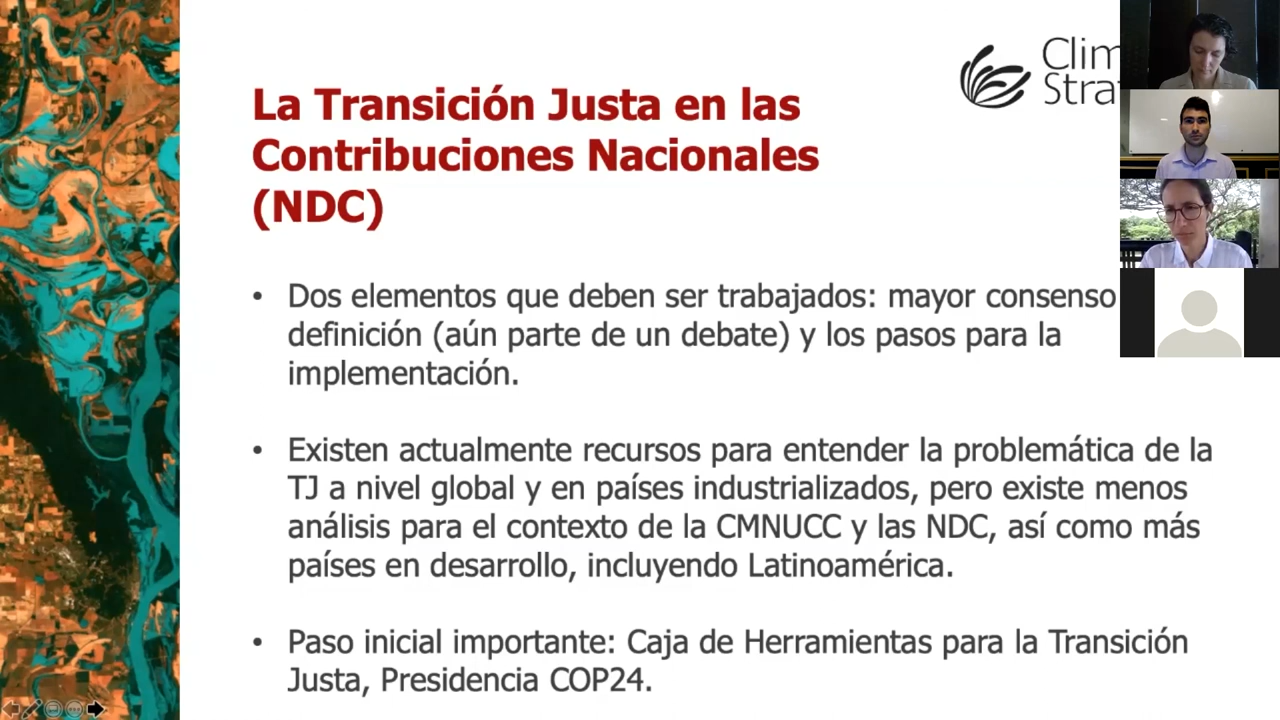 Clim
Strat
La Transición Justa en las
Contribuciones Nacionales
(NDC)
• Dos elementos que deben ser trabajados: mayor consenso
definición (aún parte de un debate) y los pasos para la
implementación.
• Existen actualmente recursos para entender la problemática de la
TJ a nivel global y en países industrializados, pero existe menos
análisis para el contexto de la CMNUCC y las NDC, así como más
países en desarrollo, incluyendo Latinoamérica.
• Paso inicial importante: Caja de Herramientas para la Transición
Justa, Presidencia COP24.